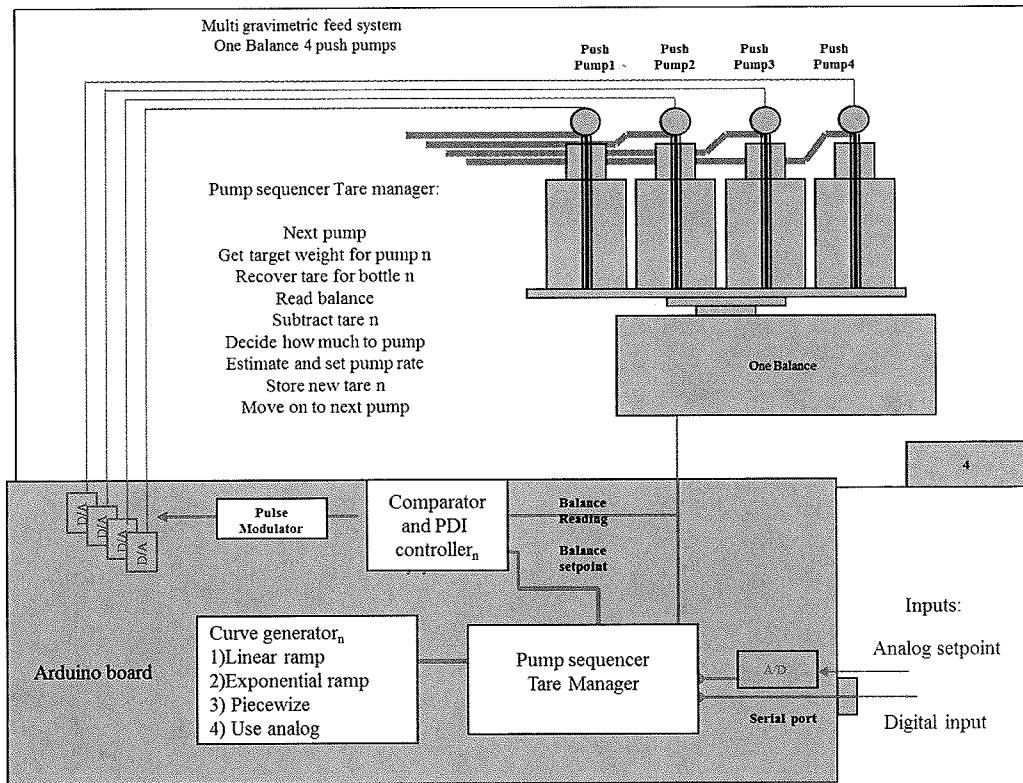 Multi gravimetric feed system
One Balance 4 push pumps
Push
Pump1
Push
Pump2
Push
Pump3
Push
Pump4
Pump sequencer Tare manager:
Next pump
Get target weight for pump n
Recover tare for bottle n
Read balance
Subtract tare n
Decide how much to pump
Estimate and set pump rate
Store new tare n
Move on to next pump
One Balance
4
D/A
D/A
D/A
D/A
Pulse
Modulator
Comparator
and PDI
controllern
Balance
Reading
Balance
setpoint
Curve generatorn
1)Linear ramp
2)Exponential ramp
3) Piecewize
4) Use analog
Arduino board
Pump sequencer
Tare Manager
A/D
Serial port
Inputs:
Analog setpoint
Digital input